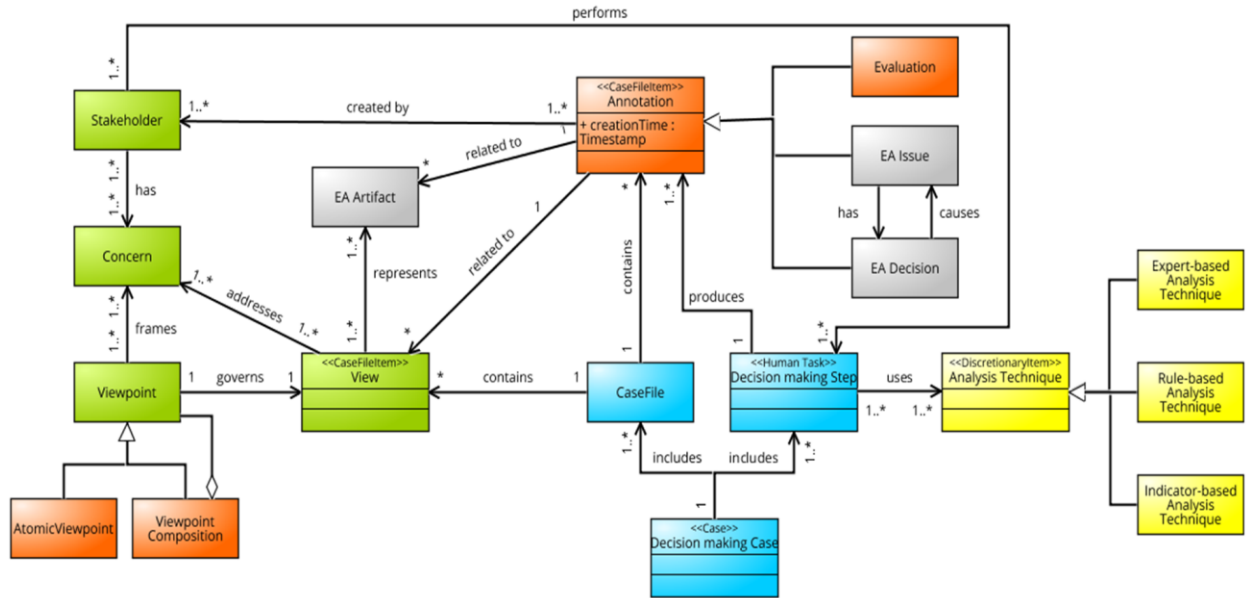 performs
1..*
Evaluation
<<CaseFileItem>>
Annotation
+ creationTime :
Timestamp
1..*
created by
1..*
Stakeholder
related to
*
EA Issue
EA Artifact
1..*
1..*
has
1..*
1..*
has
causes
*
1
1..*
Concern
1..*
related to
contains
EA Decision
represents
Expert-based
Analysis
Technique
1..*
addresses
1..*
1..*
frames
1..*
1..*
*
1
produces
1
1..*
<<CaseFileItem>>
View
<<Human Task>>
Decision making Step
<<DiscretionaryItem>>
Analysis Technique
Viewpoint
1
governs
1
*
contains
1
CaseFile
uses
1..*
1..*
Rule-based
Analysis
Technique
1..*
includes
includes
1..*
1
AtomicViewpoint
Viewpoint
Composition
Indicator-based
Analysis
Technique
<<Case>>
Decision making Case